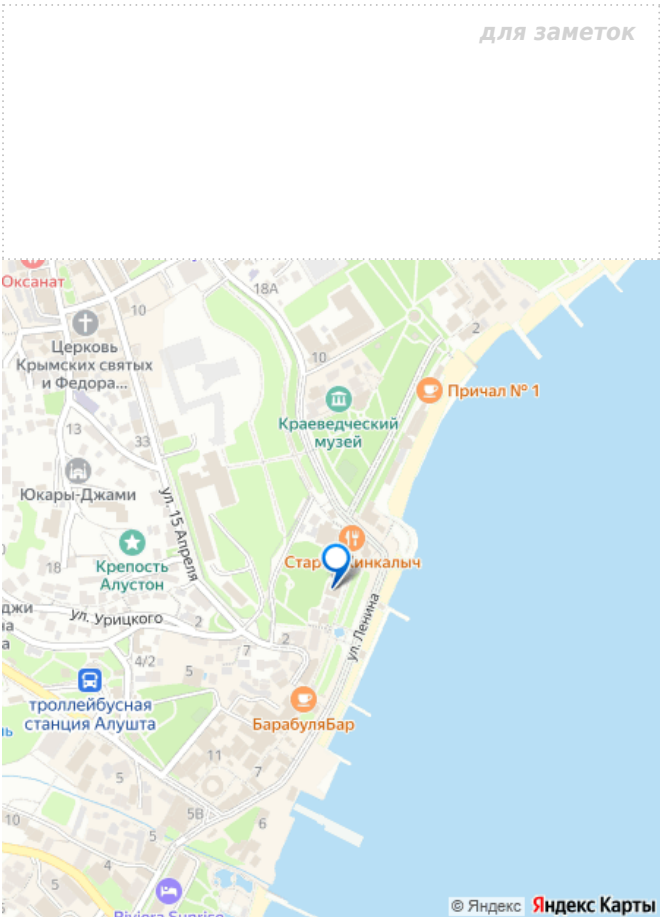 для заметок
Оксанат
18А
10
2
Церковь
Крымских святых
и Федора...
10
Причал № 1
Краеведческий
музей
13
33
Юкары-Джами
ул. 15 Апреля
Крепость
Алустон
18
ул. Урицкого
2
2
7
4/2
5
ул. Ленина
троллейбусная
станция Алушта
БарабуляБар
11
7
5
5В
6
10
5
5
Riviera Sunrise
© Яндекс Яндекс Карты